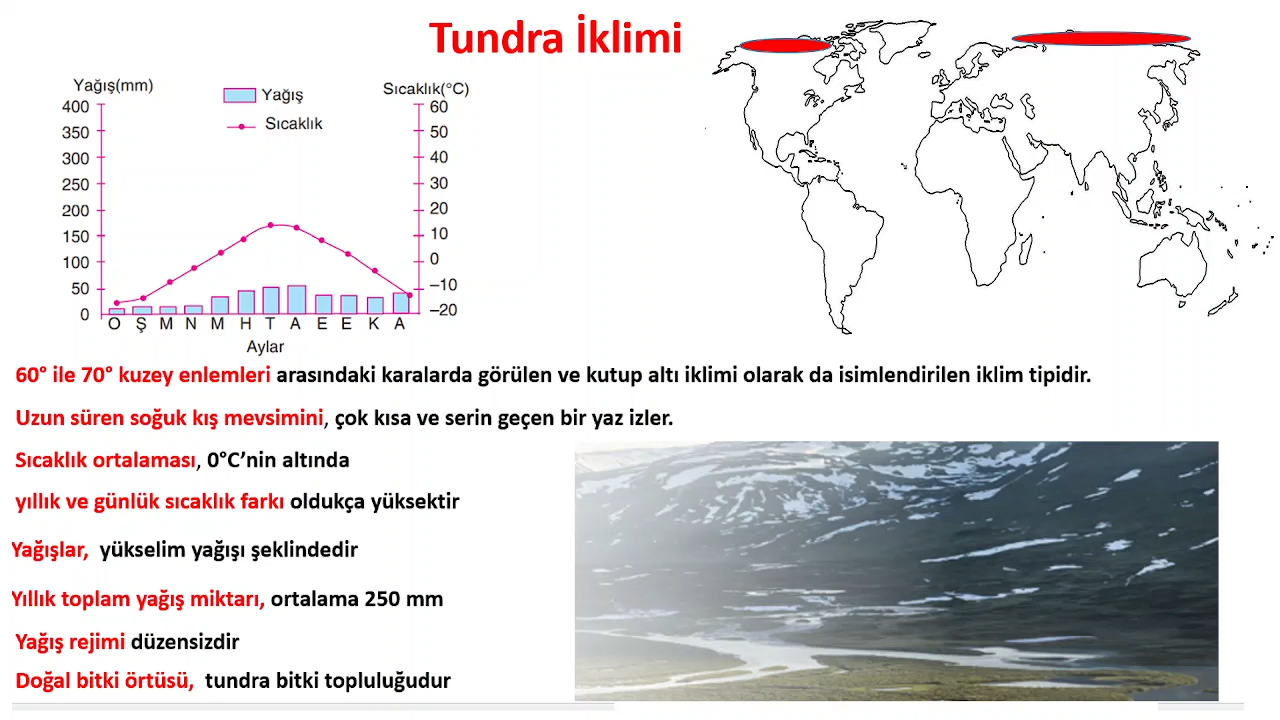 Tundra İklimi
Yağış(mm)
Yağış
Sıcaklık
Sıcaklık(°C)
400
350
300
250
200
150
100
50
0
60
50
40
30
20
10
0
–10
–20
O Ş M N M H T A E E K A
Aylar
60° ile 70° kuzey enlemleri arasındaki karalarda görülen ve kutup altı iklimi olarak da isimlendirilen iklim tipidir.
Uzun süren soğuk kış mevsimini, çok kısa ve serin geçen bir yaz izler.
Sıcaklık ortalaması, 0°C’nin altında
yıllık ve günlük sıcaklık farkı oldukça yüksektir
Yağışlar, yükselim yağışı şeklindedir
Yıllık toplam yağış miktarı, ortalama 250 mm
Yağış rejimi düzensizdir
Doğal bitki örtüsü, tundra bitki topluluğudur